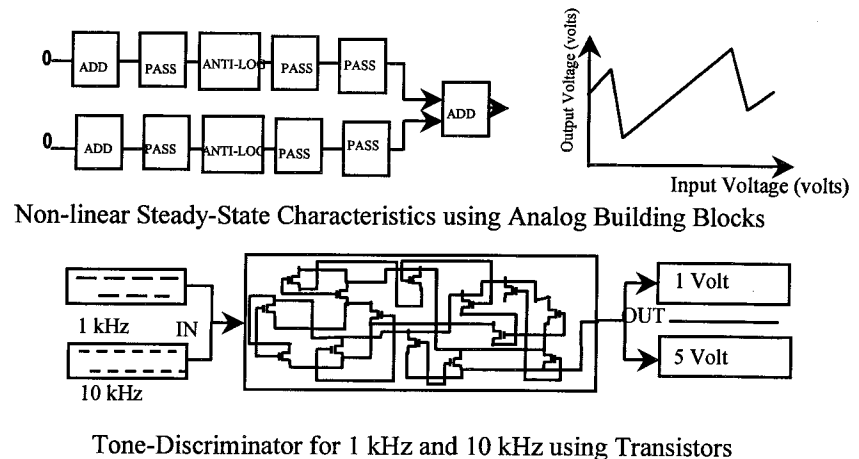 0 ADD PASS ANTI-LOG PASS PASS
ADD
0 ADD PASS ANTI-LOG PASS PASS
Output Voltage (volts)
Input Voltage (volts)
Non-linear Steady-State Characteristics using Analog Building Blocks
1 kHz
IN
10 kHz
OUT
1 Volt
5 Volt
Tone-Discriminator for 1 kHz and 10 kHz using Transistors